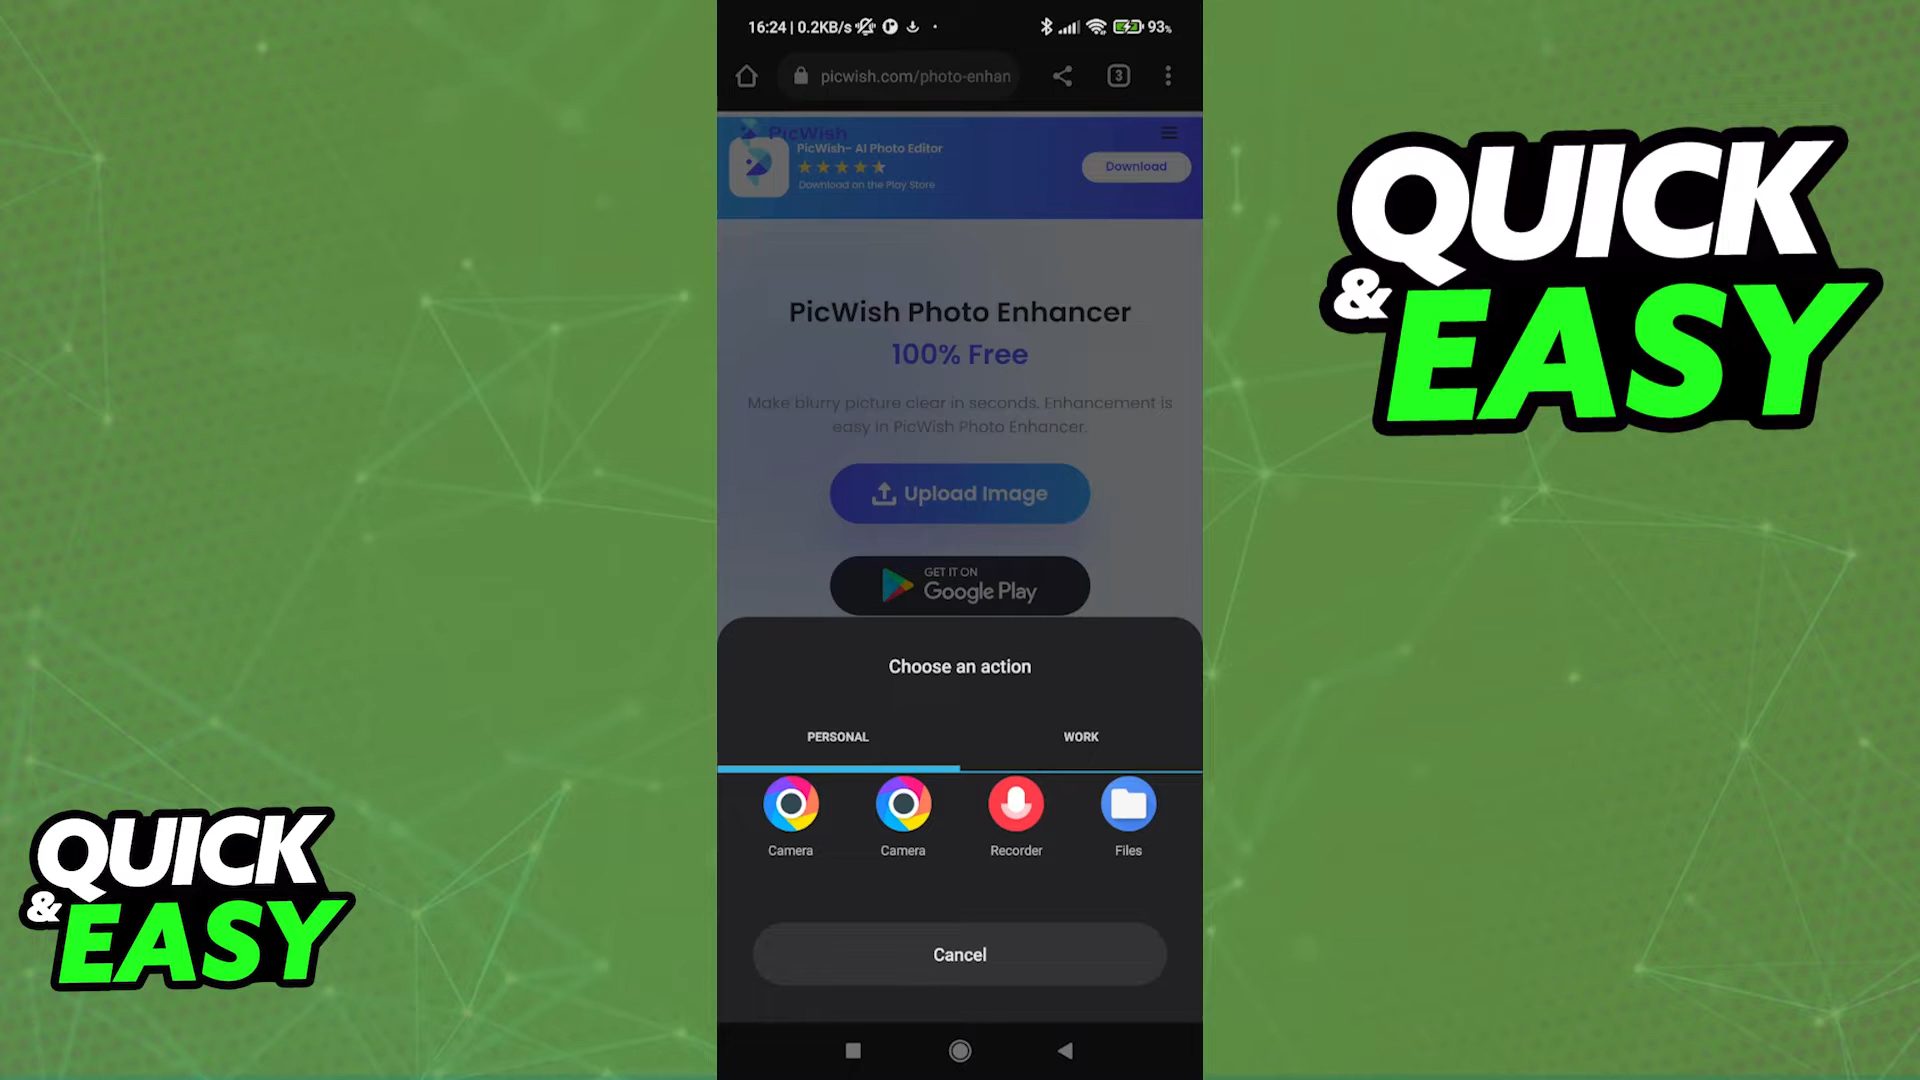 16:24 | 0.2KB/s
93%
picwish.com/photo-enhan
3
PicWish
PicWish- AI Photo Editor
Download on the Play Store
Download
PicWish Photo Enhancer
100% Free
Make blurry picture clear in seconds. Enhancement is
easy in PicWish Photo Enhancer.
Upload Image
GET IT ON
Google Play
Choose an action
PERSONAL
WORK
Camera
Camera
Recorder
Files
Cancel
QUICK
& EASY
QUICK
& EASY